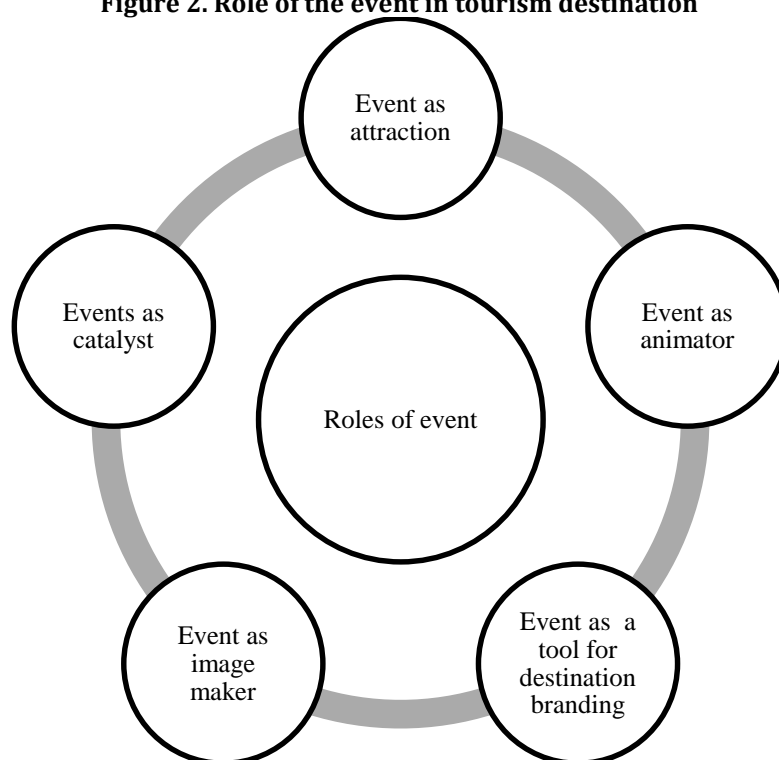 Figure 2. Role of the event in tourism destination
Event as
attraction
Events as
catalyst
Event as
animator
Roles of event
Event as
image
maker
Event as a
tool for
destination
branding